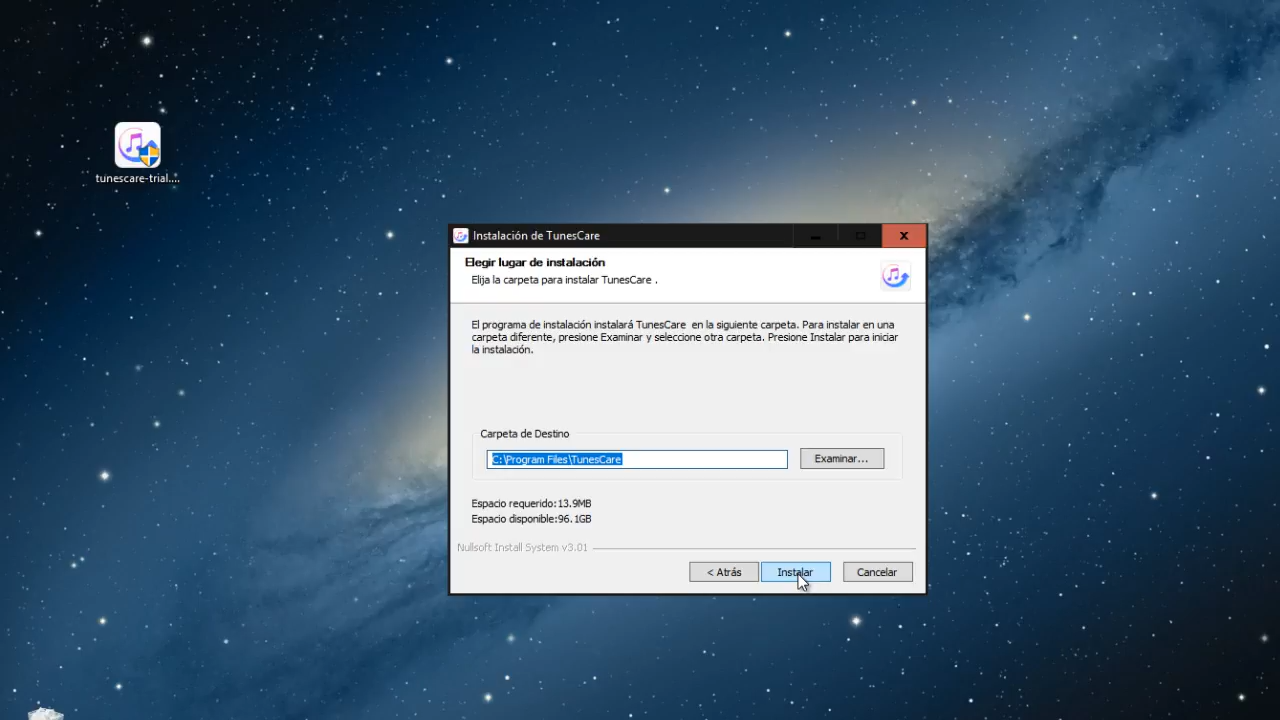 tunescare-trial....
Instalación de TunesCare
Elegir lugar de instalación
Elija la carpeta para instalar TunesCare .
El programa de instalación instalará TunesCare  en la siguiente carpeta. Para instalar en una
carpeta diferente, presione Examinar y seleccione otra carpeta. Presione Instalar para iniciar
la instalación.
Carpeta de Destino
C:\Program Files\TunesCare
Examinar...
Espacio requerido:13.9MB
Espacio disponible:96.1GB
Nullsoft Install System v3.01
< Atrás
Instalar
Cancelar